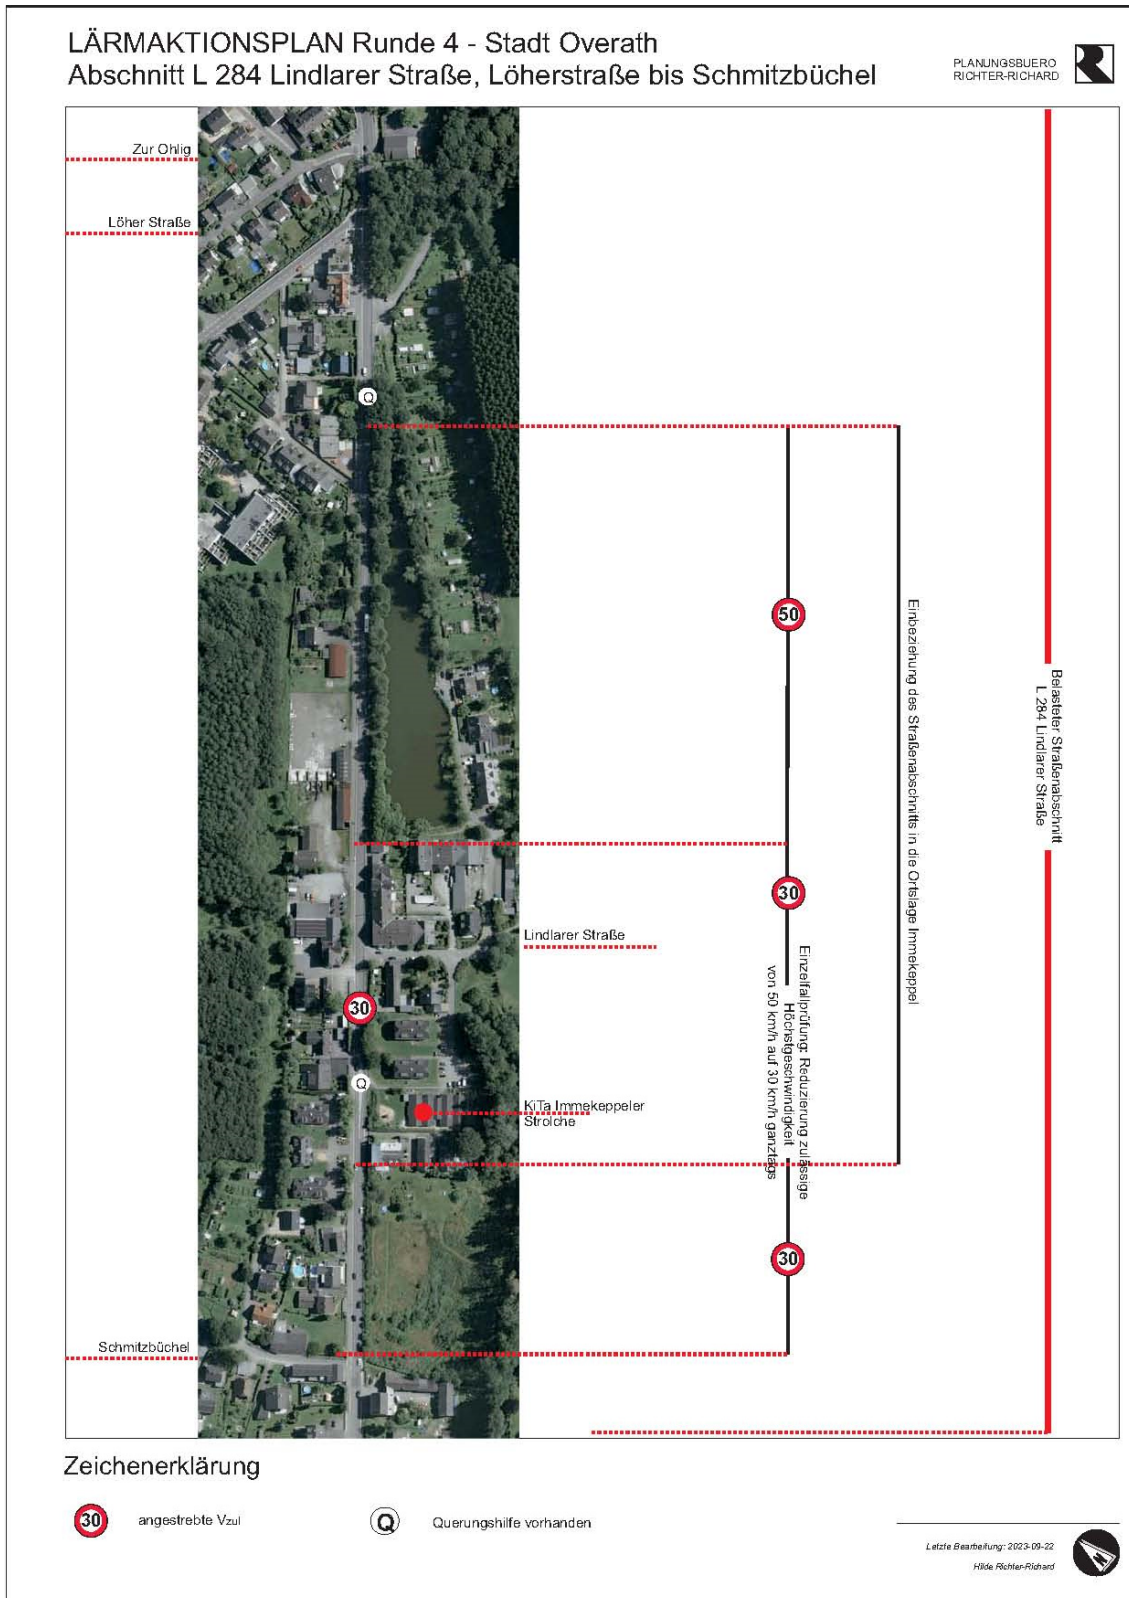 LÄRMAKTIONSPLAN Runde 4 - Stadt Overath
Abschnitt L 284 Lindlarer Straße, Löherstraße bis Schmitzbüchel
PLANUNGSBUERO
RICHTER-RICHARD
R
Zur Ohlig
Löher Straße
Q
50
Einbeziehung des Straßenabschnitts in die Ortslage Immekeppel
Belasteter Straßenabschnitt
L 284 Lindlarer Straße
30
Lindlarer Straße
Einzelfallprüfung: Reduzierung zulässige
Höchstgeschwindigkeit
von 50 km/h auf 30 km/h ganztags
30
Q
KiTa Immekeppeler
Strolche
30
Schmitzbüchel
Zeichenerklärung
30 angestrebte Vzul
Q Querungshilfe vorhanden
Letzte Bearbeitung: 2023-09-22
Hilde Richter-Richard
N